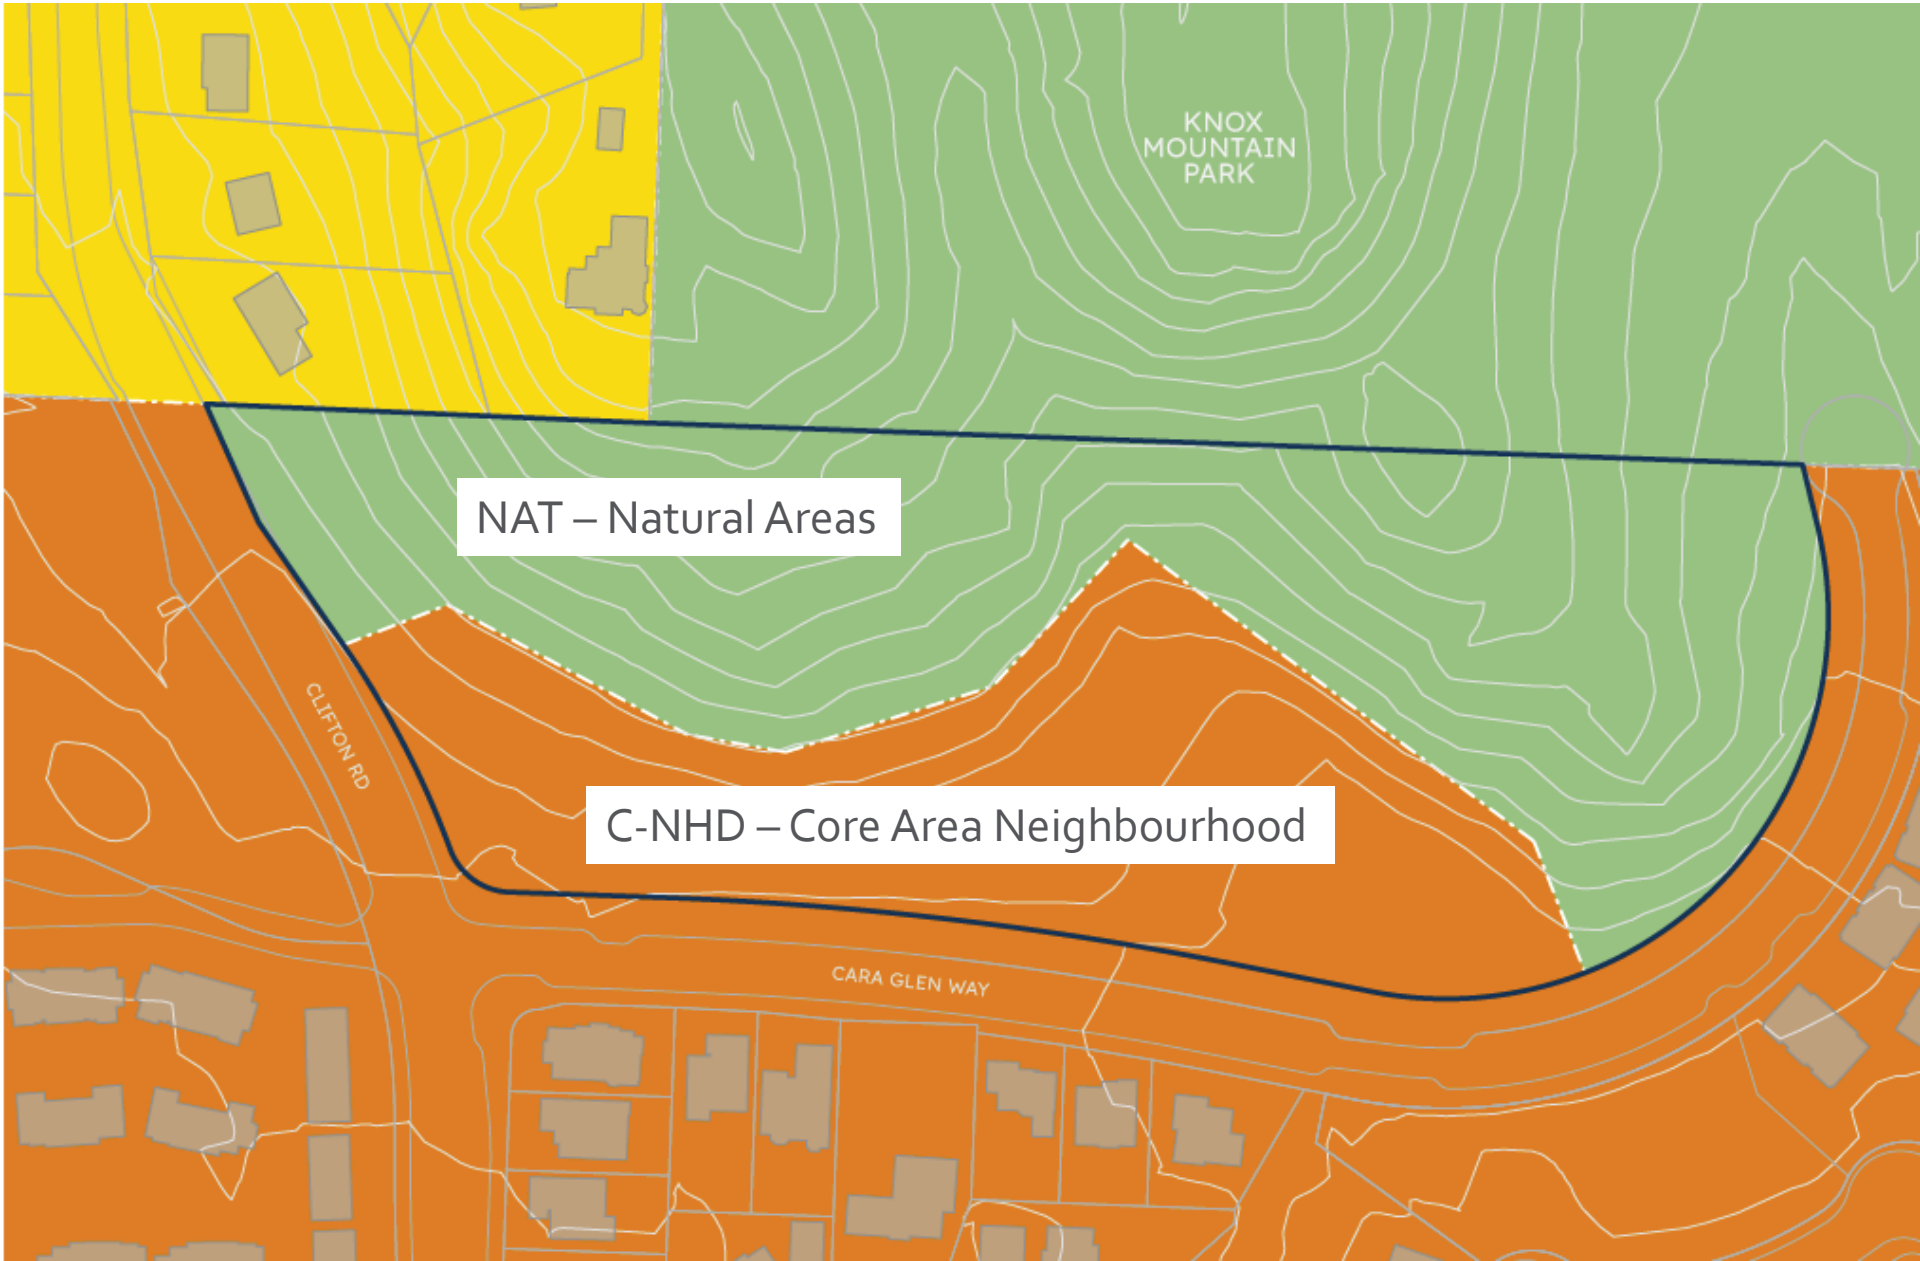 KNOX
MOUNTAIN
PARK
NAT – Natural Areas
CLIFTON RD
C-NHD – Core Area Neighbourhood
CARA GLEN WAY